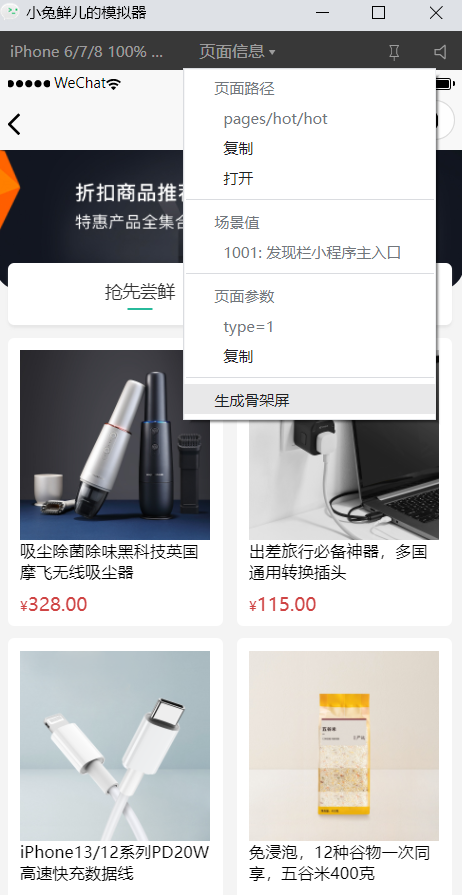 小兔鲜儿的模拟器
iPhone 6/7/8 100% ...
页面信息
WeChat
页面路径
pages/hot/hot
复制
打开
场景值
1001: 发现栏小程序主入口
页面参数
type=1
复制
生成骨架屏
折扣商品推荐
特惠产品全集合
抢先尝鲜
吸尘除菌除味黑科技英国
摩飞无线吸尘器
¥328.00
出差旅行必备神器，多国
通用转换插头
¥115.00
iPhone13/12系列PD20W
高速快充数据线
五谷米
免浸泡，12种谷物一次同
享，五谷米400克